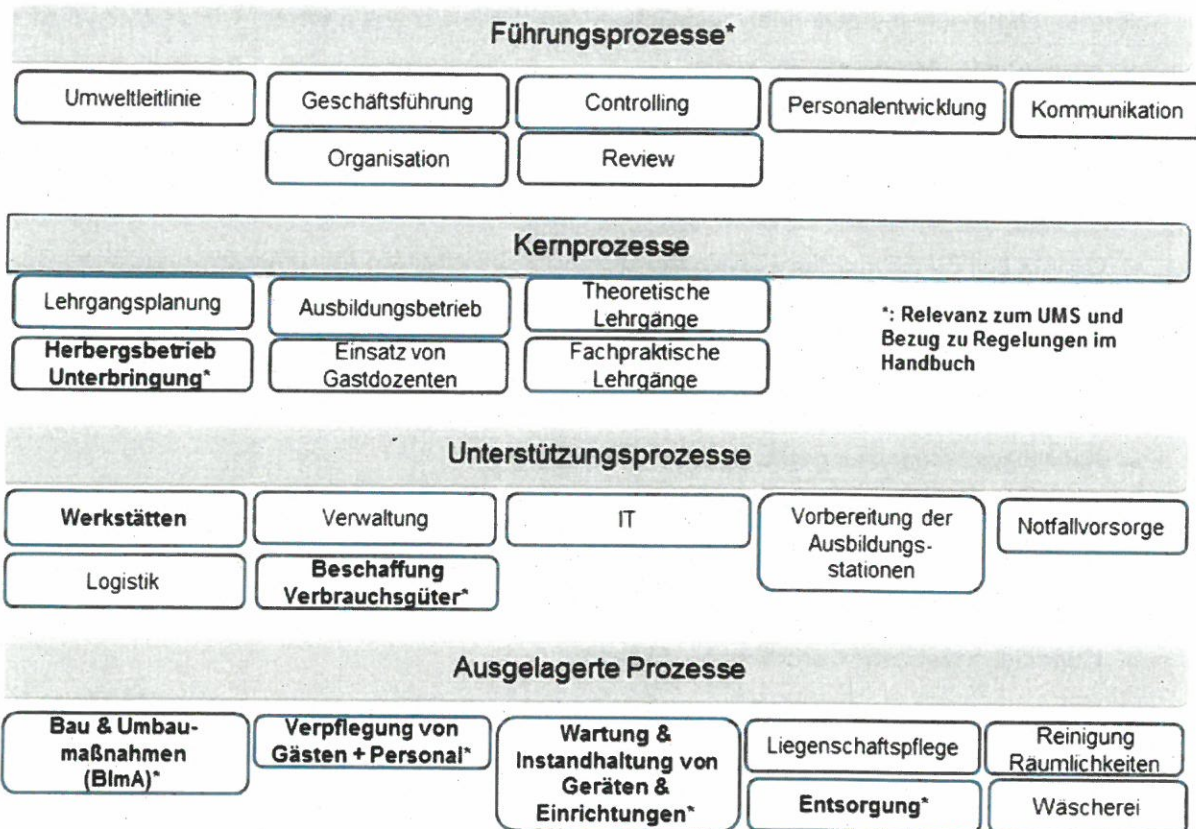 Führungsprozesse*
Umweltleitlinie
Geschäftsführung
Controlling
Personalentwicklung
Kommunikation
Organisation
Review
Kernprozesse
Lehrgangsplanung
Ausbildungsbetrieb
Theoretische
Lehrgänge
Herbergsbetrieb
Unterbringung*
Einsatz von
Gastdozenten
Fachpraktische
Lehrgänge
*: Relevanz zum UMS und
Bezug zu Regelungen im
Handbuch
Unterstützungsprozesse
Werkstätten
Verwaltung
IT
Vorbereitung der
Ausbildungs-
stationen
Notfallvorsorge
Logistik
Beschaffung
Verbrauchsgüter*
Ausgelagerte Prozesse
Bau & Umbau-
maßnahmen
(BImA)*
Verpflegung von
Gästen + Personal*
Wartung &
Instandhaltung von
Geräten &
Einrichtungen*
Liegenschaftspflege
Reinigung
Räumlichkeiten
Entsorgung*
Wäscherei